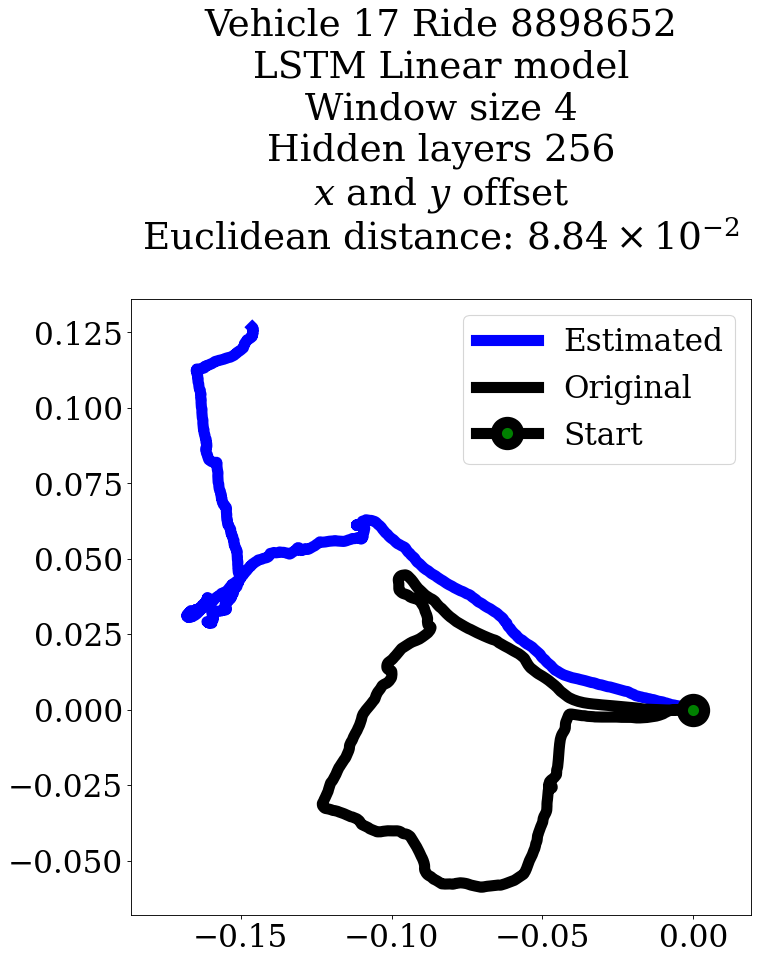 Vehicle 17 Ride 8898652
LSTM Linear model
Window size 4
Hidden layers 256
x and y offset
Euclidean distance: 8.84 × 10⁻²
Estimated
Original
Start
0.125
0.100
0.075
0.050
0.025
0.000
−0.025
−0.050
−0.15 −0.10 −0.05 0.00